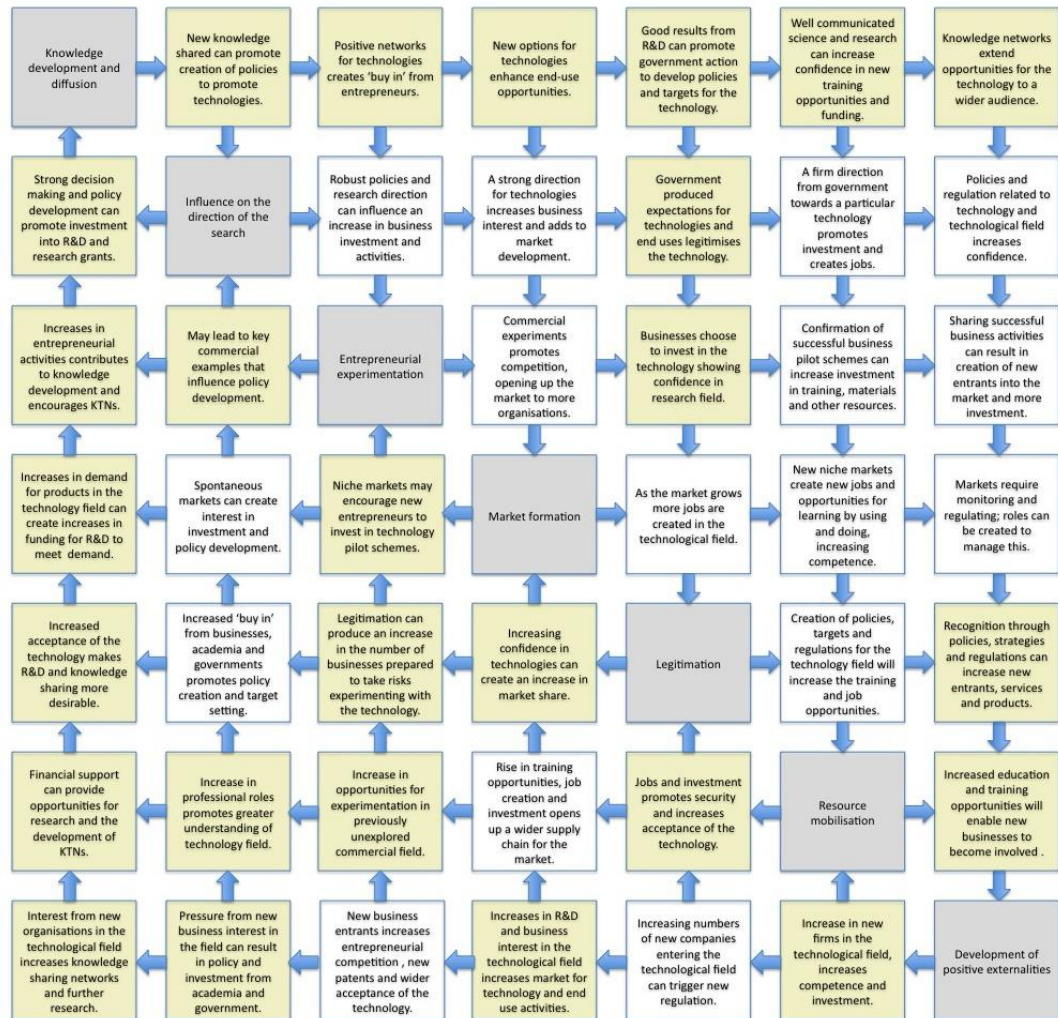 Knowledge
development and
diffusion
New knowledge
shared can promote
creation of policies
to promote
technologies.
Positive networks
for technologies
creates ‘buy in’ from
entrepreneurs.
New options for
technologies
enhance end-use
opportunities.
Good results from
R&D can promote
government action
to develop policies
and targets for the
technology.
Well communicated
science and research
can increase
confidence in new
training
opportunities and
funding.
Knowledge networks
extend
opportunities for the
technology to a
wider audience.
Strong decision
making and policy
development can
promote investment
into R&D and
research grants.
Influence on the
direction of the
search
Robust policies and
research direction
can influence an
increase in business
investment and
activities.
A strong direction
for technologies
increases business
interest and adds to
market
development.
Government
produced
expectations for
technologies and
end uses legitimises
the technology.
A firm direction
from government
towards a particular
technology
promotes
investment and
creates jobs.
Policies and
regulation related to
technology and
technological field
increases
confidence.
Increases in
entrepreneurial
activities contributes
to knowledge
development and
encourages KTNs.
May lead to key
commercial
examples that
influence policy
development.
Entrepreneurial
experimentation
Commercial
experiments
promotes
competition,
opening up the
market to more
organisations.
Businesses choose
to invest in the
technology showing
confidence in
research field.
Confirmation of
successful business
pilot schemes can
increase investment
in training, materials
and other resources.
Sharing successful
business activities
can result in
creation of new
entrants into the
market and more
investment.
Increases in demand
for products in the
technology field can
create increases in
funding for R&D to
meet demand.
Spontaneous
markets can create
interest in
investment and
policy development.
Niche markets may
encourage new
entrepreneurs to
invest in technology
pilot schemes.
Market formation
As the market grows
more jobs are
created in the
technological field.
New niche markets
create new jobs and
opportunities for
learning by using
and doing,
increasing
competence.
Markets require
monitoring and
regulating; roles can
be created to
manage this.
Increased
acceptance of the
technology makes
R&D and knowledge
sharing more
desirable.
Increased ‘buy in’
from businesses,
academia and
governments
promotes policy
creation and target
setting.
Legitimation can
produce an increase
in the number of
businesses prepared
to take risks
experimenting with
the technology.
Increasing
confidence in
technologies can
create an increase in
market share.
Legitimation
Creation of policies,
targets and
regulations for the
technology field will
increase the training
and job
opportunities.
Recognition through
policies, strategies
and regulations can
increase new
entrants, services
and products.
Financial support
can provide
opportunities for
research and the
development of
KTNs.
Increase in
professional roles
promotes greater
understanding of
technology field.
Increase in
opportunities for
experimentation in
previously
unexplored
commercial field.
Rise in training
opportunities, job
creation and
investment opens
up a wider supply
chain for the
market.
Jobs and investment
promotes security
and increases
acceptance of the
technology.
Resource
mobilisation
Increased education
and training
opportunities will
enable new
businesses to
become involved .
Interest from new
organisations in the
technological field
increases knowledge
sharing networks
and further
research.
Pressure from new
business interest in
the field can result
in policy and
investment from
academia and
government.
New business
entrants increases
entrepreneurial
competition , new
patents and wider
acceptance of the
technology.
Increases in R&D
and business
interest in the
technological field
increases market for
technology and end
use activities.
Increasing numbers
of new companies
entering the
technological field
can trigger new
regulation.
Increase in new
firms in the
technological field,
increases
competence and
investment.
Development of
positive externalities